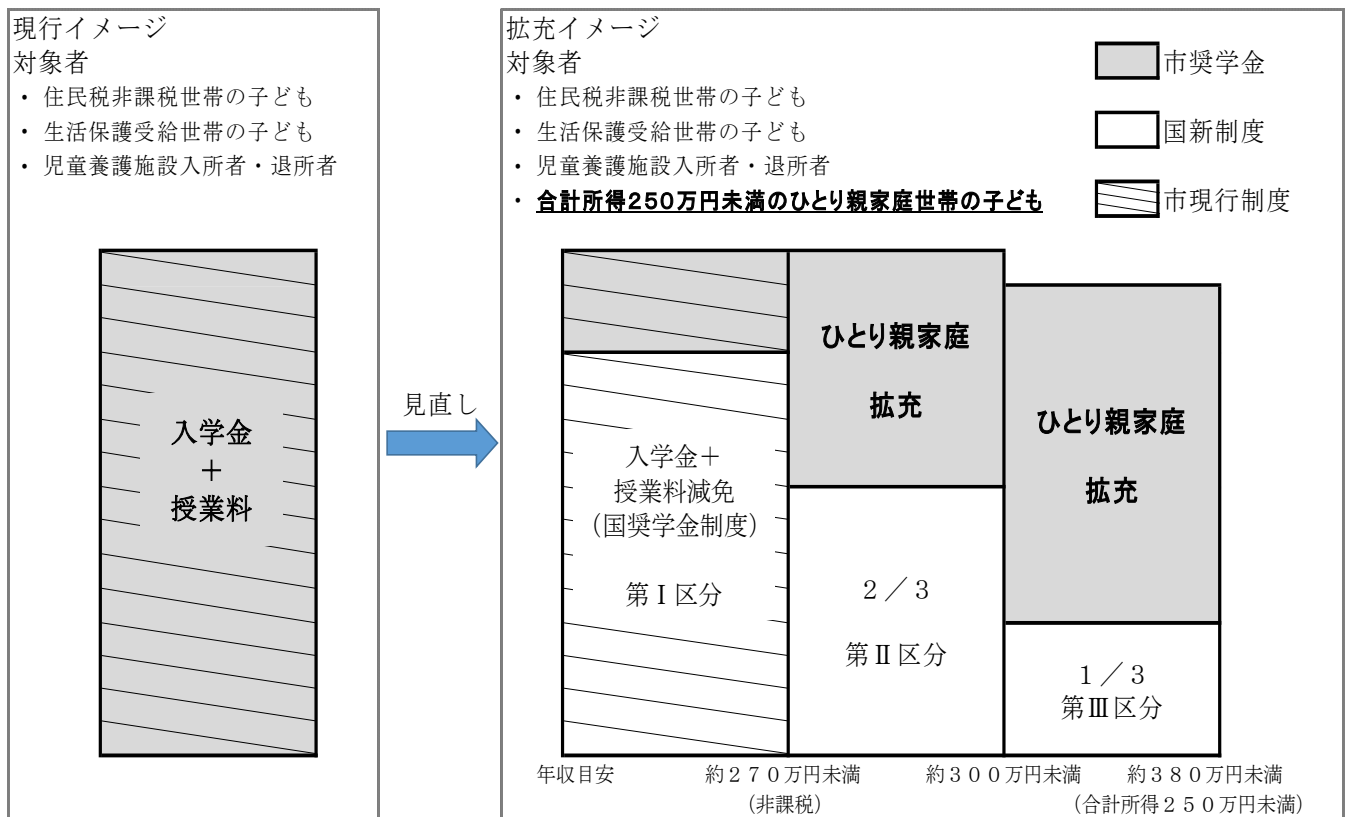 現行イメージ
対象者
・ 住民税非課税世帯の子ども
・ 生活保護受給世帯の子ども
・ 児童養護施設入所者・退所者
入学金
＋
授業料
見直し
拡充イメージ
対象者
・ 住民税非課税世帯の子ども
・ 生活保護受給世帯の子ども
・ 児童養護施設入所者・退所者
・ 合計所得250万円未満のひとり親家庭世帯の子ども
市奨学金
国新制度
市現行制度
入学金＋
授業料減免
（国奨学金制度）
第Ⅰ区分
ひとり親家庭
拡充
２／３
第Ⅱ区分
ひとり親家庭
拡充
１／３
第Ⅲ区分
年収目安
約２７０万円未満
（非課税）
約３００万円未満
約３８０万円未満
（合計所得２５０万円未満）